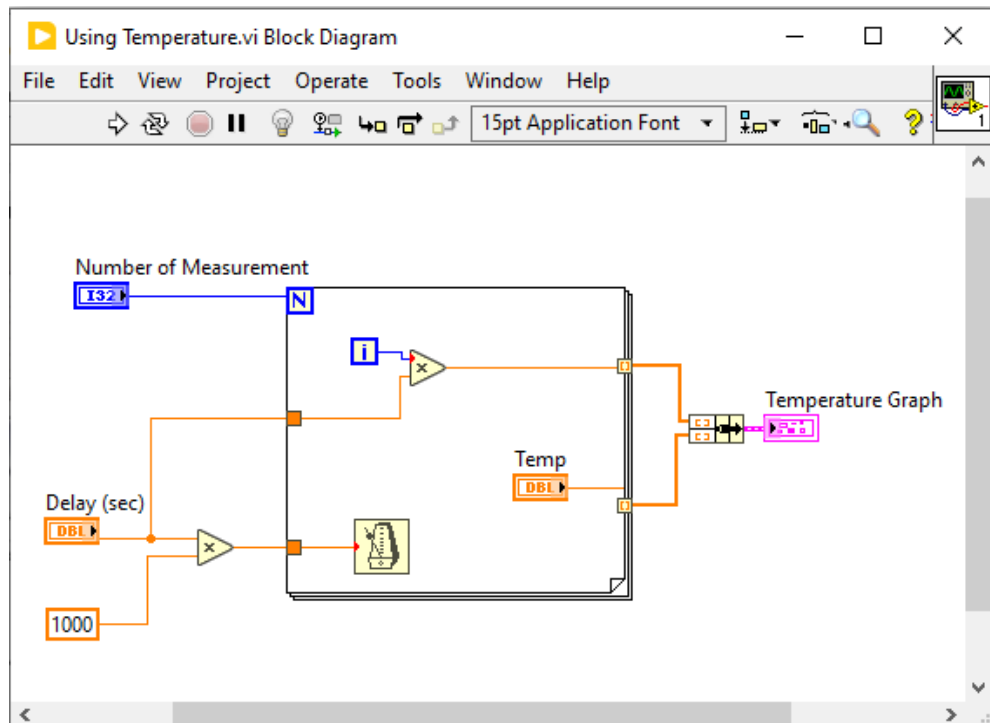 Using Temperature.vi Block Diagram
File Edit View Project Operate Tools Window Help
15pt Application Font
1
Number of Measurement
I32
N
i
x
Temperature Graph
Temp
DBL
Delay (sec)
DBL
x
1000